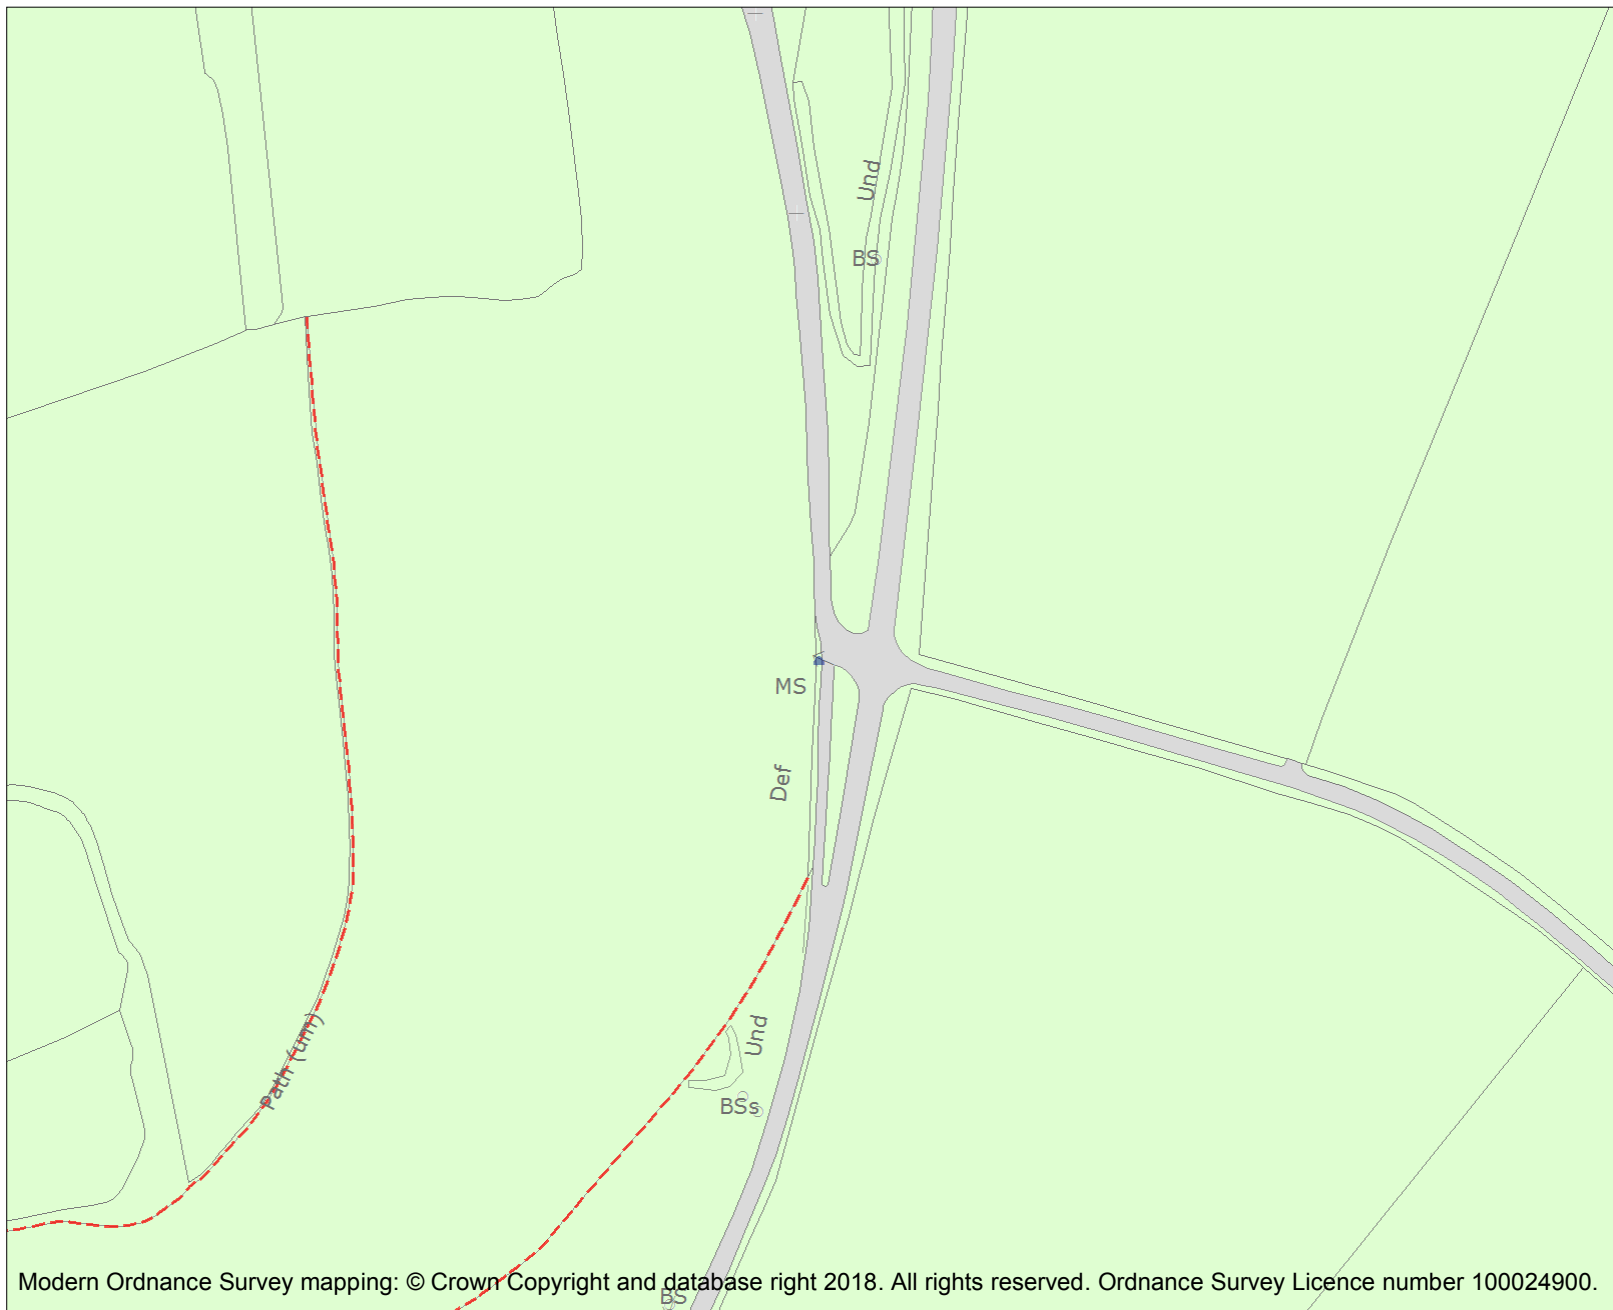 Und
BS
MS
Def
Path (um)
Und
BSs
BS
Modern Ordnance Survey mapping: © Crown Copyright and database right 2018. All rights reserved. Ordnance Survey Licence number 100024900.